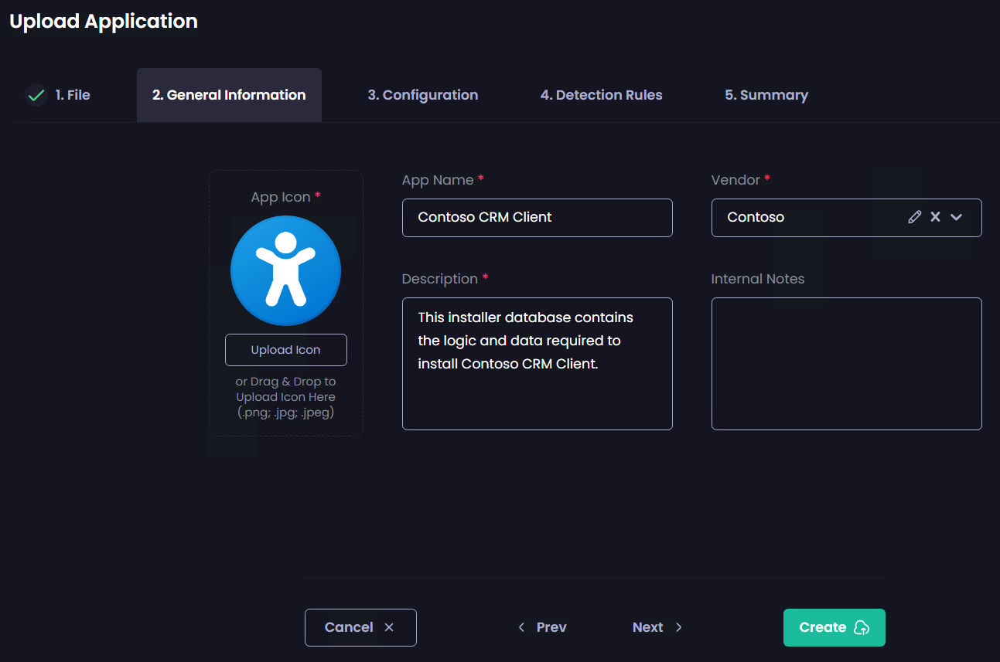 Upload Application
1. File
2. General Information
3. Configuration
4. Detection Rules
5. Summary
App Icon *
Upload Icon
or Drag & Drop to
Upload Icon Here
(.png; .jpg; .jpeg)
App Name *
Contoso CRM Client
Vendor *
Contoso
Description *
This installer database contains
the logic and data required to
install Contoso CRM Client.
Internal Notes
Cancel
Prev
Next
Create